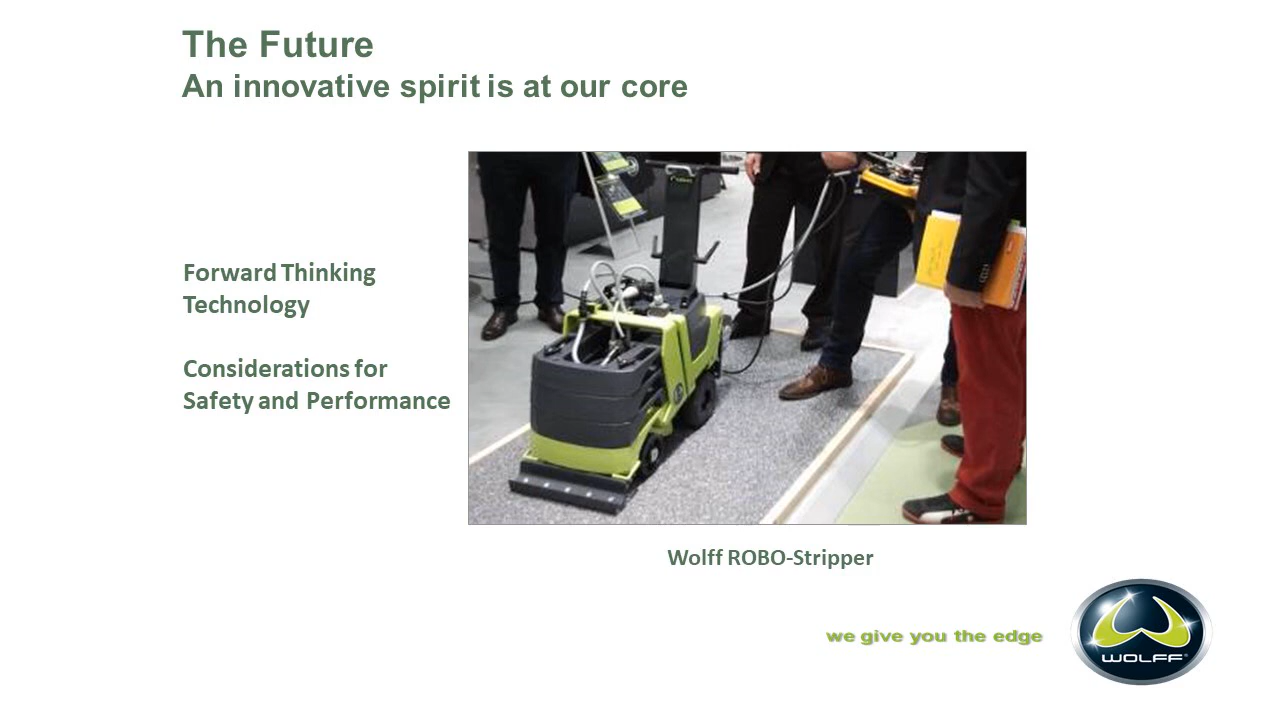 The Future
An innovative spirit is at our core
Forward Thinking
Technology
Considerations for
Safety and Performance
Wolff ROBO-Stripper
we give you the edge
WOLFF®